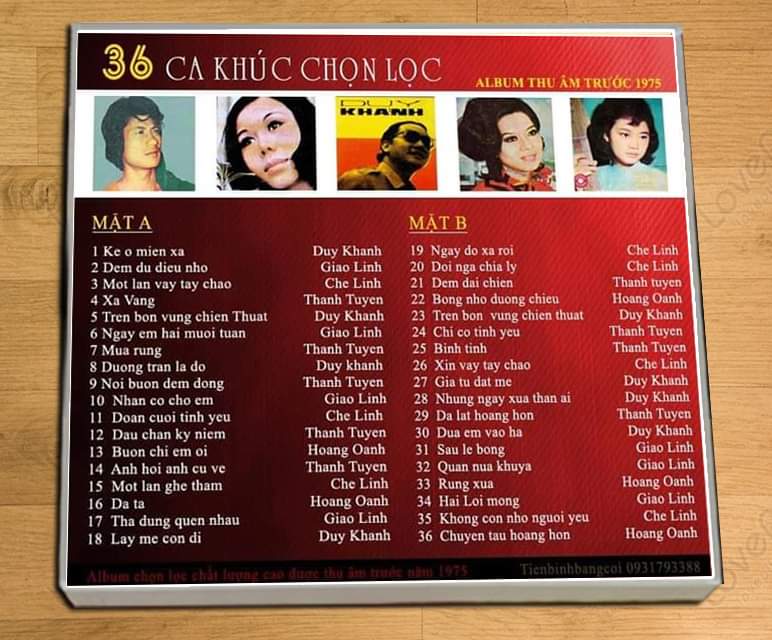 36 CA KHÚC CHỌN LỌC
ALBUM THU ÂM TRƯỚC 1975
DUY
KHANH
MẶT A
1 Ke o mien xa Duy Khanh
2 Dem du dieu nho Giao Linh
3 Mot lan vay tay chao Che Linh
4 Xa Vang Thanh Tuyen
5 Tren bon vung chien Thuat Duy Khanh
6 Ngay em hai muoi tuan Giao Linh
7 Mua rung Thanh Tuyen
8 Duong tran la do Duy khanh
9 Noi buon dem dong Thanh Tuyen
10 Nhan co cho em Giao Linh
11 Doan cuoi tinh yeu Che Linh
12 Dau chan ky niem Thanh Tuyen
13 Buon chi em oi Hoang Oanh
14 Anh hoi anh cu ve Thanh Tuyen
15 Mot lan ghe tham Che Linh
16 Da ta Hoang Oanh
17 Tha dung quen nhau Giao Linh
18 Lay me con di Duy Khanh
MẶT B
19 Ngay do xa roi Che Linh
20 Doi nga chia ly Che Linh
21 Dem dai chien Thanh tuyen
22 Bong nho duong chieu Hoang Oanh
23 Tren bon vung chien thuat Duy Khanh
24 Chi co tinh yeu Thanh Tuyen
25 Binh tinh Thanh Tuyen
26 Xin vay tay chao Che Linh
27 Gia tu dat me Duy Khanh
28 Nhung ngay xua than ai Duy Khanh
29 Da lat hoang hon Thanh Tuyen
30 Dua em vao ha Duy Khanh
31 Sau le bong Giao Linh
32 Quan nua khuya Giao Linh
33 Rung xua Hoang Oanh
34 Hai Loi mong Giao Linh
35 Khong con nho nguoi yeu Che Linh
36 Chuyen tau hoang hon Hoang Oanh
Album chọn lọc chất lượng cao được thu âm trước năm 1975
Tienbinhbangcoi 0931793388